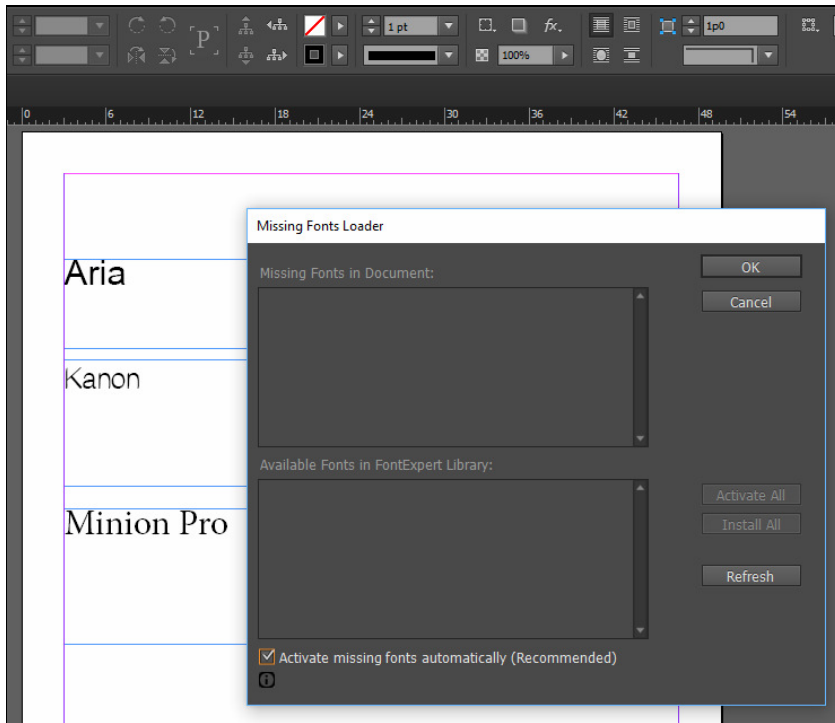 P
1 pt
fx.
1p0
100%
0 6 12 18 24 30 36 42 48 54
Missing Fonts Loader
Aria
Missing Fonts in Document:
OK
Cancel
Kanon
Available Fonts in FontExpert Library:
Activate All
Minion Pro
Install All
Refresh
Activate missing fonts automatically (Recommended)